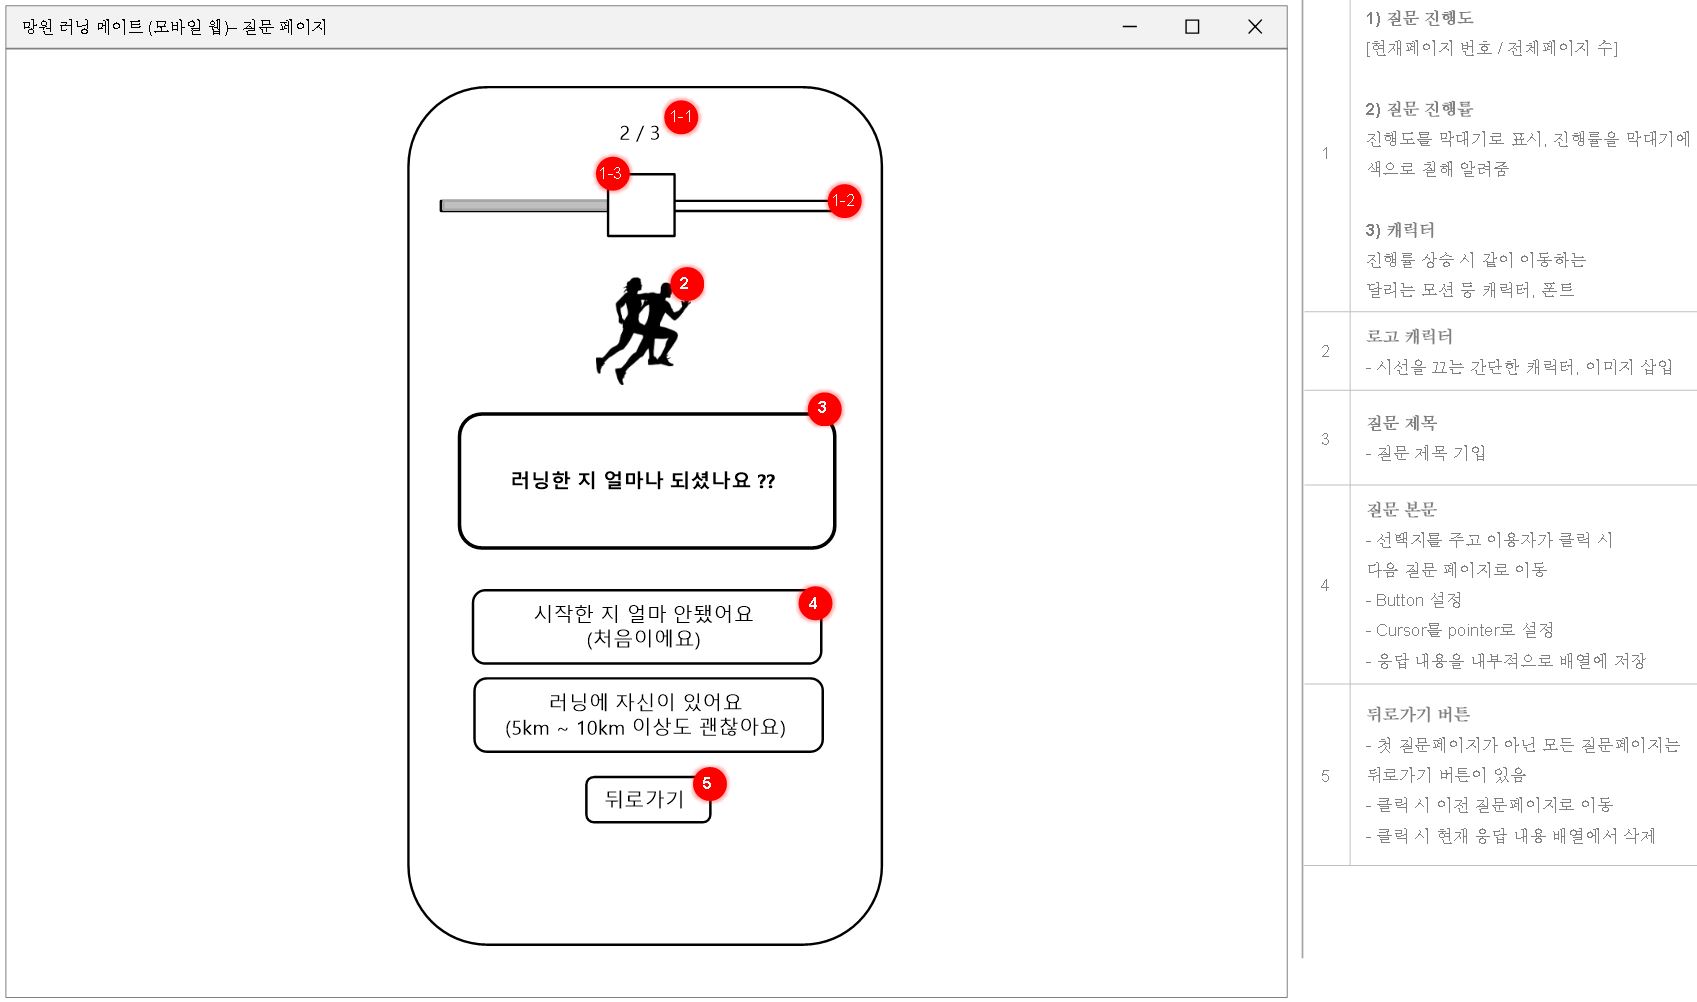 망원 러닝 메이트 (모바일 웹)– 질문 페이지
2 / 3
1-1
1-3
1-2
2
3
러닝한 지 얼마나 되셨나요 ??
4
시작한 지 얼마 안됐어요
(처음이에요)
러닝에 자신이 있어요
(5km ~ 10km 이상도 괜찮아요)
5
뒤로가기
1
1) 질문 진행도
[현재페이지 번호 / 전체페이지 수]
2) 질문 진행률
진행도를 막대기로 표시, 진행률을 막대기에
색으로 칠해 알려줌
3) 캐릭터
진행률 상승 시 같이 이동하는
달리는 모션 등 캐릭터, 폰트
2
로고 캐릭터
- 시선을 끄는 간단한 캐릭터, 이미지 삽입
3
질문 제목
- 질문 제목 기입
4
질문 본문
- 선택지를 주고 이용자가 클릭 시
다음 질문 페이지로 이동
- Button 설정
- Cursor를 pointer로 설정
- 응답 내용을 내부적으로 배열에 저장
5
뒤로가기 버튼
- 첫 질문페이지가 아닌 모든 질문페이지는
뒤로가기 버튼이 있음
- 클릭 시 이전 질문페이지로 이동
- 클릭 시 현재 응답 내용 배열에서 삭제